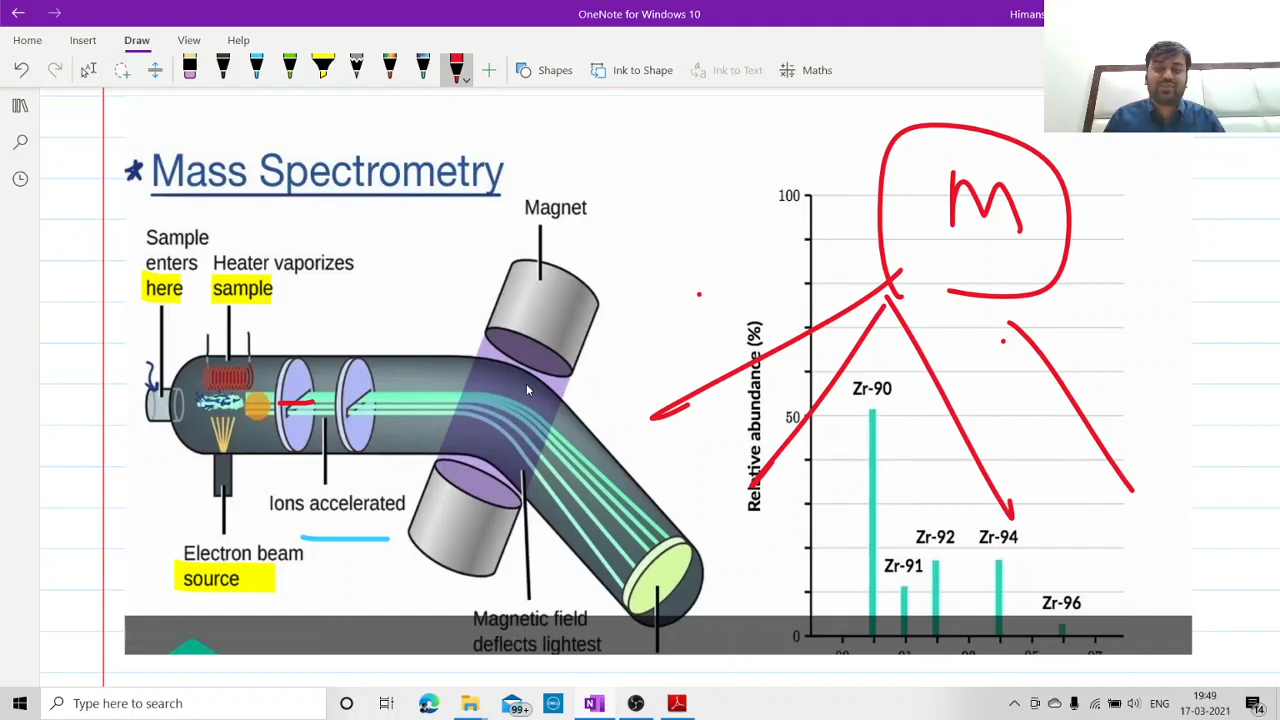 OneNote for Windows 10
Himans
Home Insert Draw View Help
Shapes Ink to Shape Ink to Text Maths
Mass Spectrometry
Magnet
Sample
enters
here
Heater vaporizes
sample
Ions accelerated
Electron beam
source
Magnetic field
deflects lightest
M
100
50
0
Relative abundance (%)
Zr-90
Zr-91
Zr-92
Zr-94
Zr-96
Type here to search
99+
DELL
ENG
19:49
17-03-2021
14